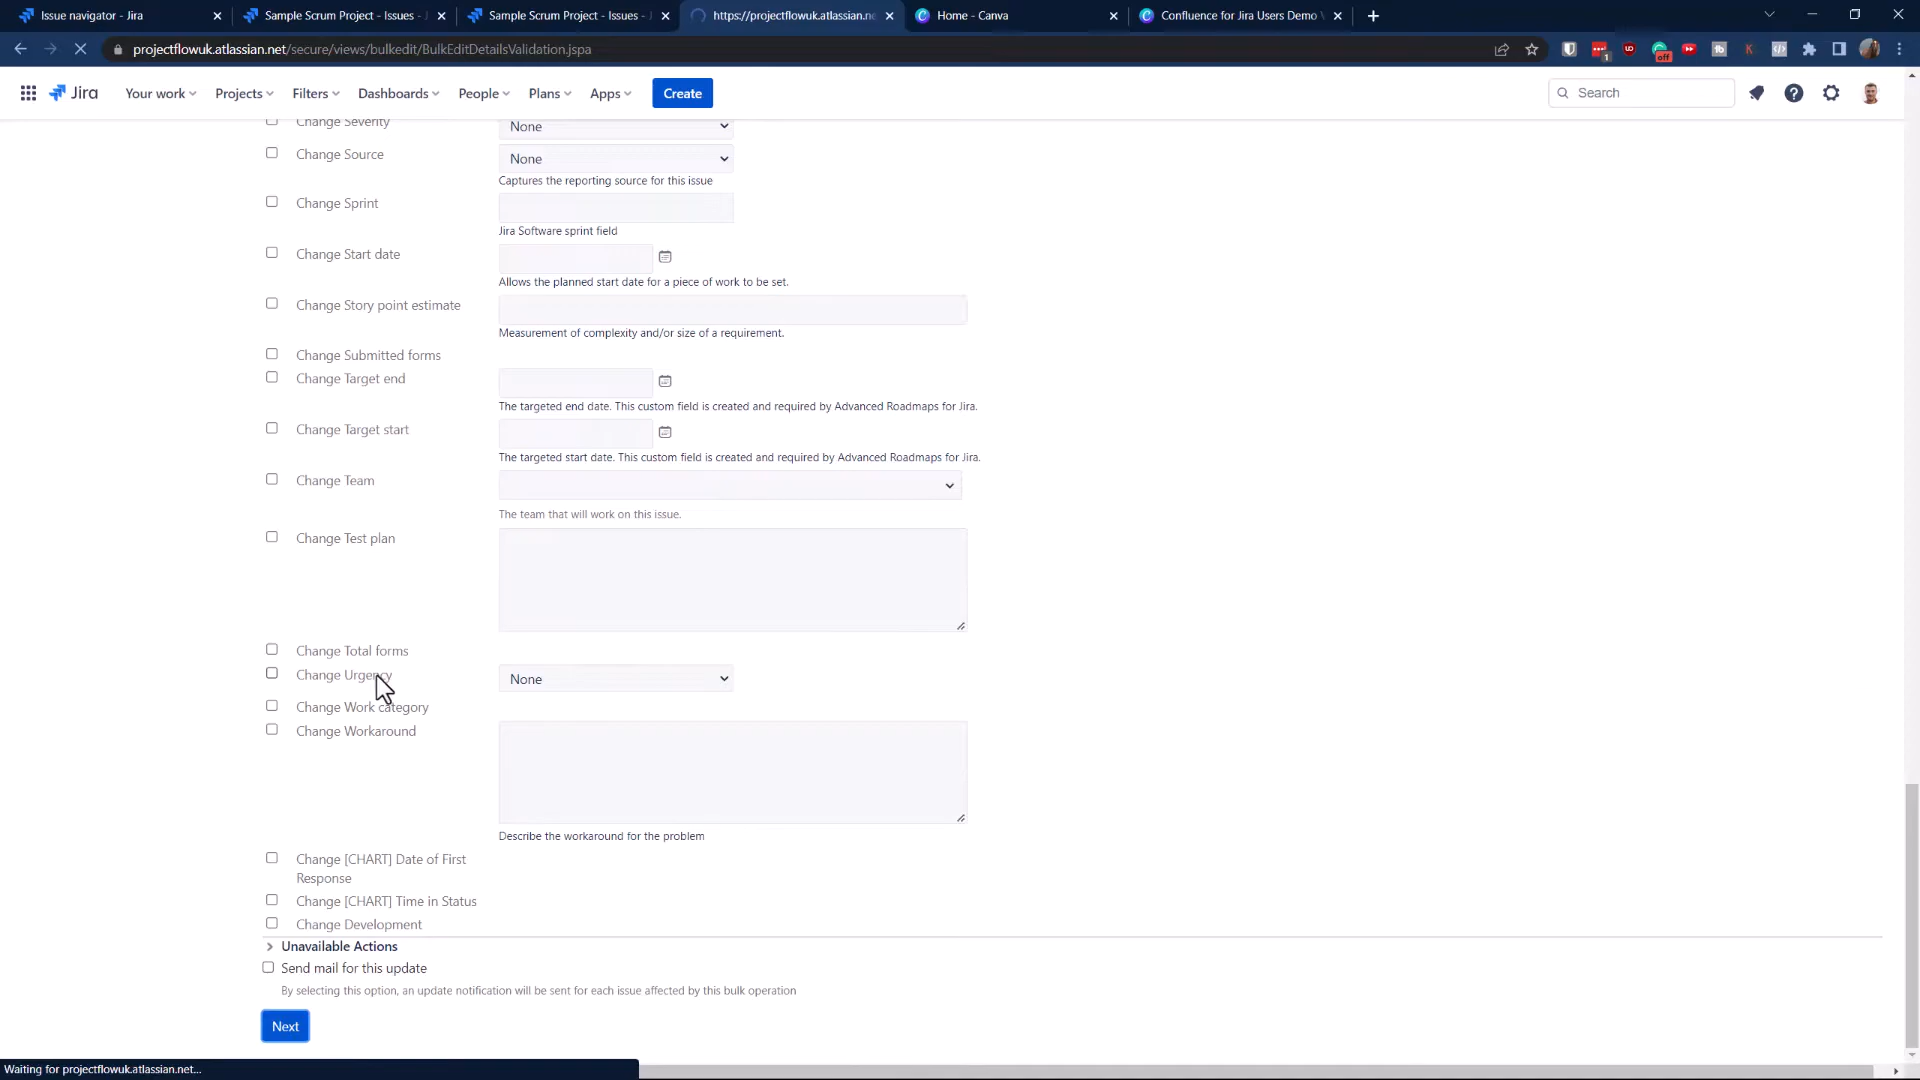 Issue navigator - Jira
Sample Scrum Project - Issues - J
Sample Scrum Project - Issues - J
https://projectflowuk.atlassian.ne
Home - Canva
Confluence for Jira Users Demo V
projectflowuk.atlassian.net/secure/views/bulkedit/BulkEditDetailsValidation.jspa
Jira
Your work
Projects
Filters
Dashboards
People
Plans
Apps
Create
Search
Change Severity
None
Change Source
None
Captures the reporting source for this issue
Change Sprint
Jira Software sprint field
Change Start date
Allows the planned start date for a piece of work to be set.
Change Story point estimate
Measurement of complexity and/or size of a requirement.
Change Submitted forms
Change Target end
The targeted end date. This custom field is created and required by Advanced Roadmaps for Jira.
Change Target start
The targeted start date. This custom field is created and required by Advanced Roadmaps for Jira.
Change Team
The team that will work on this issue.
Change Test plan
Change Total forms
Change Urgency
None
Change Work category
Change Workaround
Describe the workaround for the problem
Change [CHART] Date of First
Response
Change [CHART] Time in Status
Change Development
Unavailable Actions
Send mail for this update
By selecting this option, an update notification will be sent for each issue affected by this bulk operation
Next
Waiting for projectflowuk.atlassian.net...